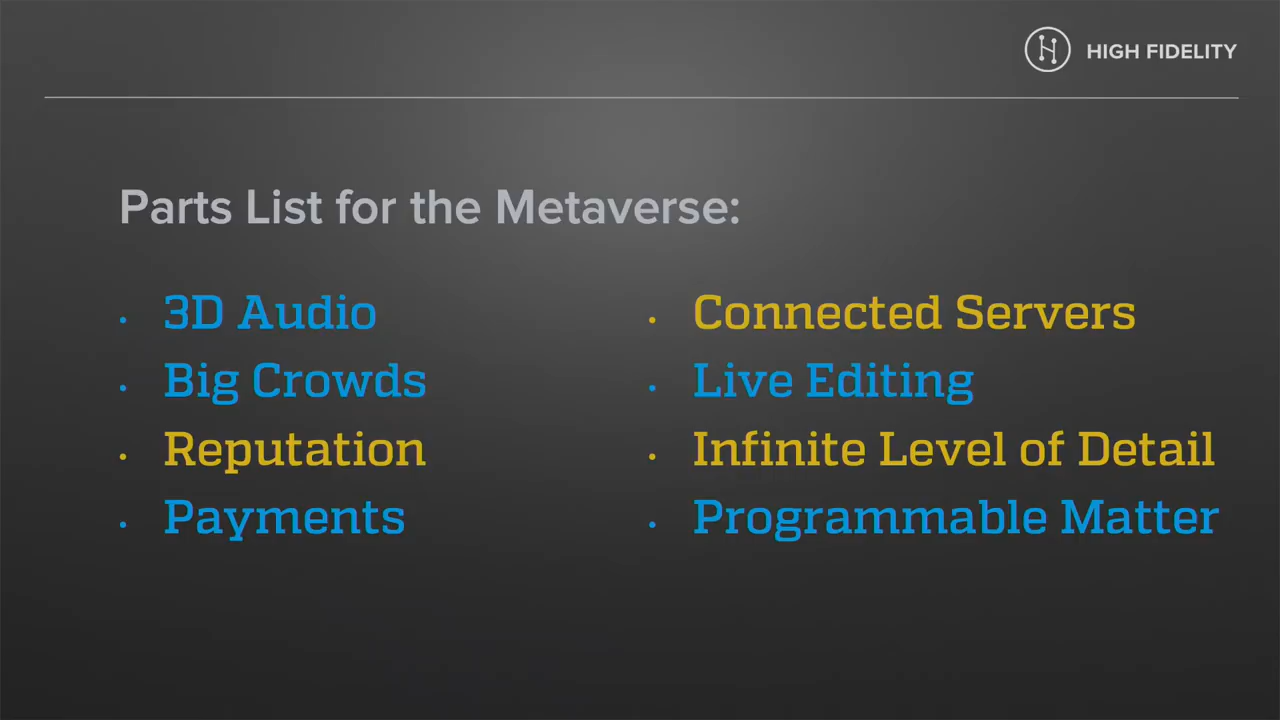 HIGH FIDELITY
Parts List for the Metaverse:
• 3D Audio
• Big Crowds
• Reputation
• Payments
• Connected Servers
• Live Editing
• Infinite Level of Detail
• Programmable Matter